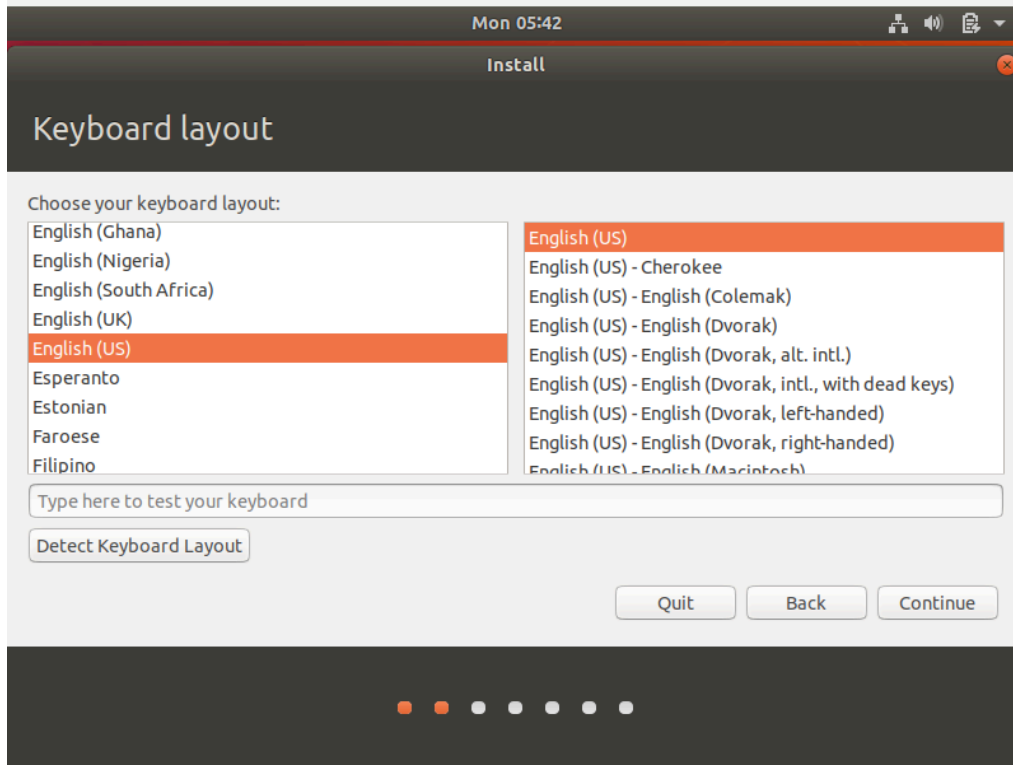 Mon 05:42
Install
Keyboard layout
Choose your keyboard layout:
English (Ghana)
English (Nigeria)
English (South Africa)
English (UK)
English (US)
Esperanto
Estonian
Faroese
Filipino
English (US)
English (US) - Cherokee
English (US) - English (Colemak)
English (US) - English (Dvorak)
English (US) - English (Dvorak, alt. intl.)
English (US) - English (Dvorak, intl., with dead keys)
English (US) - English (Dvorak, left-handed)
English (US) - English (Dvorak, right-handed)
English (US) - English (Macintosh)
Type here to test your keyboard
Detect Keyboard Layout
Quit
Back
Continue